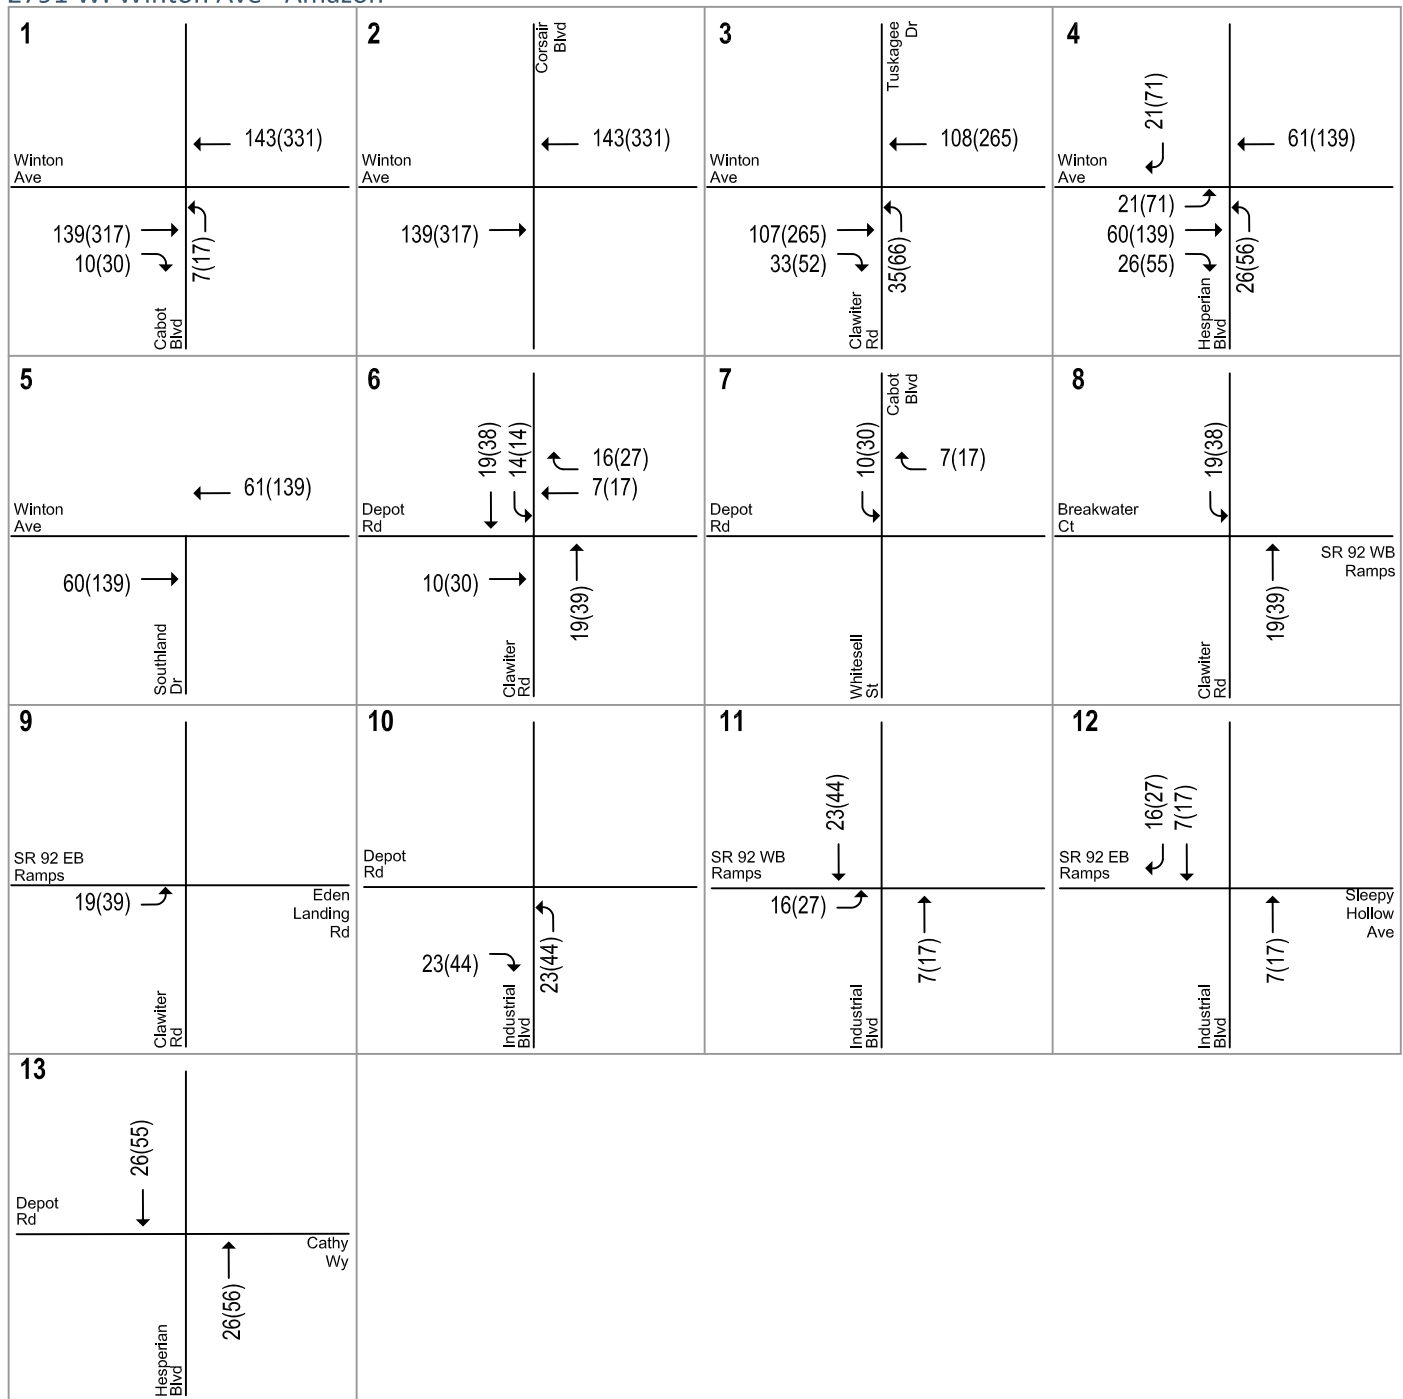 2791 W. Winton Ave - Amazon
1
Winton
Ave
143(331)
139(317)
10(30)
7(17)
Cabot
Blvd
2
Corsair
Blvd
Winton
Ave
143(331)
139(317)
3
Tuskagee
Dr
Winton
Ave
108(265)
107(265)
33(52)
35(66)
Clawiter
Rd
4
21(71)
Winton
Ave
61(139)
21(71)
60(139)
26(55)
26(56)
Hesperian
Blvd
5
Winton
Ave
61(139)
60(139)
Southland
Dr
6
19(38)
14(14)
16(27)
7(17)
Depot
Rd
10(30)
19(39)
Clawiter
Rd
7
Cabot
Blvd
10(30)
7(17)
Depot
Rd
Whitesell
St
8
19(38)
Breakwater
Ct
SR 92 WB
Ramps
19(39)
Clawiter
Rd
9
SR 92 EB
Ramps
19(39)
Eden
Landing
Rd
Clawiter
Rd
10
Depot
Rd
23(44)
23(44)
Industrial
Blvd
11
23(44)
SR 92 WB
Ramps
16(27)
7(17)
Industrial
Blvd
12
16(27)
7(17)
SR 92 EB
Ramps
Sleepy
Hollow
Ave
7(17)
Industrial
Blvd
13
26(55)
Depot
Rd
Cathy
Wy
26(56)
Hesperian
Blvd